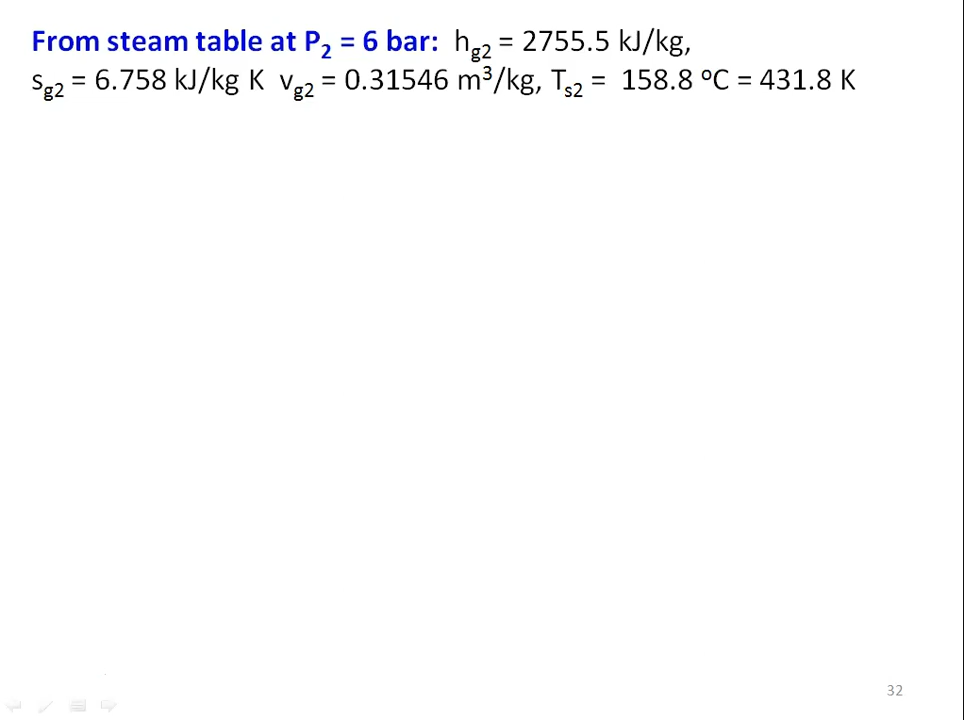 From steam table at P2 = 6 bar: hg2 = 2755.5 kJ/kg,
sg2 = 6.758 kJ/kg K vg2 = 0.31546 m³/kg, Ts2 = 158.8 ºC = 431.8 K
32